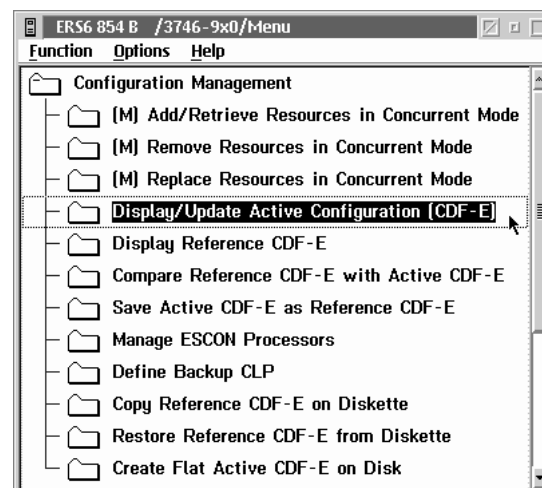 ERS6 854 B /3746-9x0/Menu
Function Options Help
Configuration Management
(M) Add/Retrieve Resources in Concurrent Mode
(M) Remove Resources in Concurrent Mode
(M) Replace Resources in Concurrent Mode
Display/Update Active Configuration (CDF-E)
Display Reference CDF-E
Compare Reference CDF-E with Active CDF-E
Save Active CDF-E as Reference CDF-E
Manage ESCON Processors
Define Backup CLP
Copy Reference CDF-E on Diskette
Restore Reference CDF-E from Diskette
Create Flat Active CDF-E on Disk